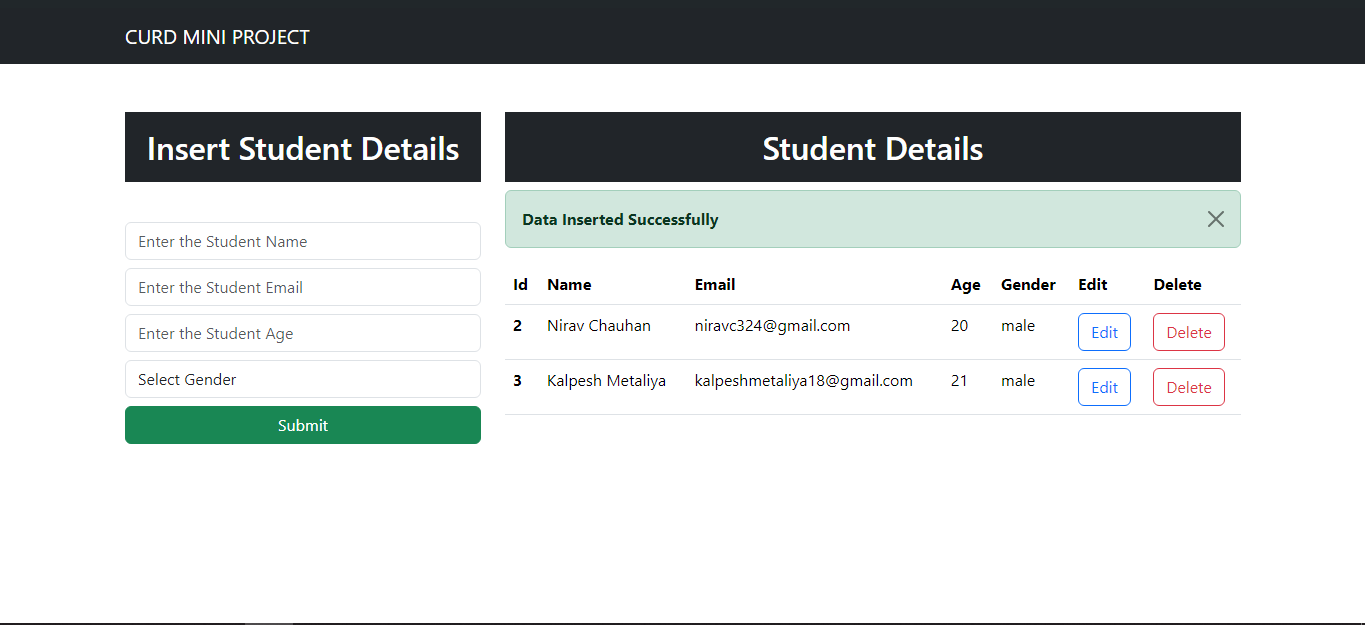 CURD MINI PROJECT
Insert Student Details
Enter the Student Name
Enter the Student Email
Enter the Student Age
Select Gender
Submit
Student Details
Data Inserted Successfully
Id Name Email Age Gender Edit Delete
2 Nirav Chauhan niravc324@gmail.com 20 male Edit Delete
3 Kalpesh Metaliya kalpeshmetaliya18@gmail.com 21 male Edit Delete